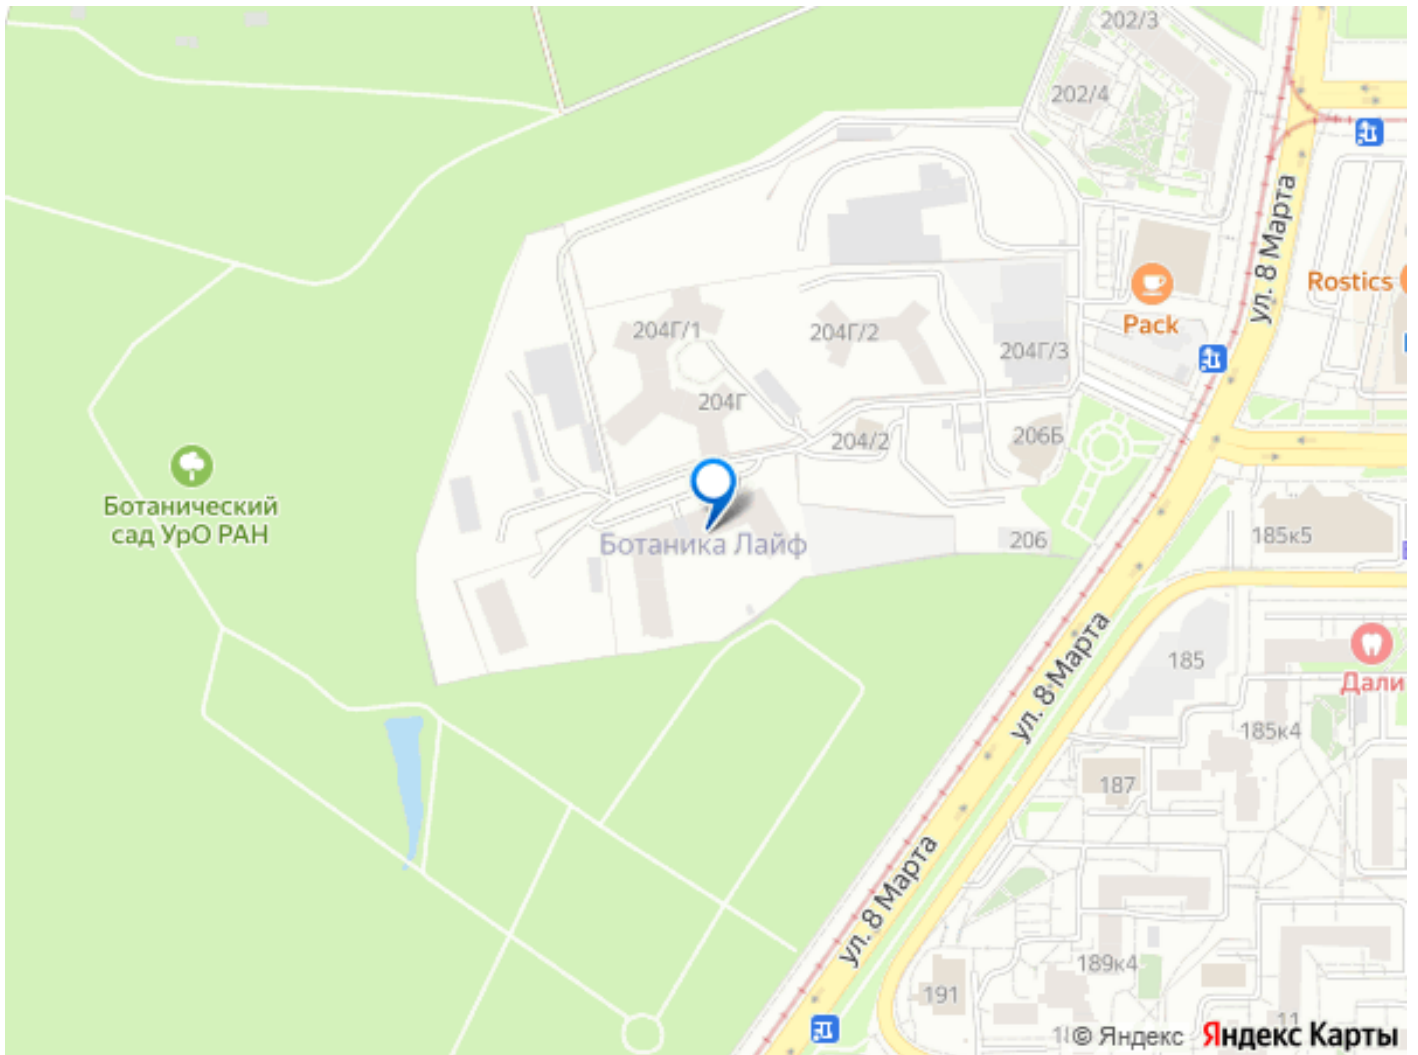 202/3
202/4
ул. 8 Марта
Rostics
Pack
204Г/1
204Г/2
204Г/3
204Г
204/2
206Б
Ботанический
сад УрО РАН
Ботаника Лайф
206
185к5
185
ул. 8 Марта
Дали
185к4
187
ул. 8 Марта
189к4
191
11
© Яндекс
Яндекс Карты